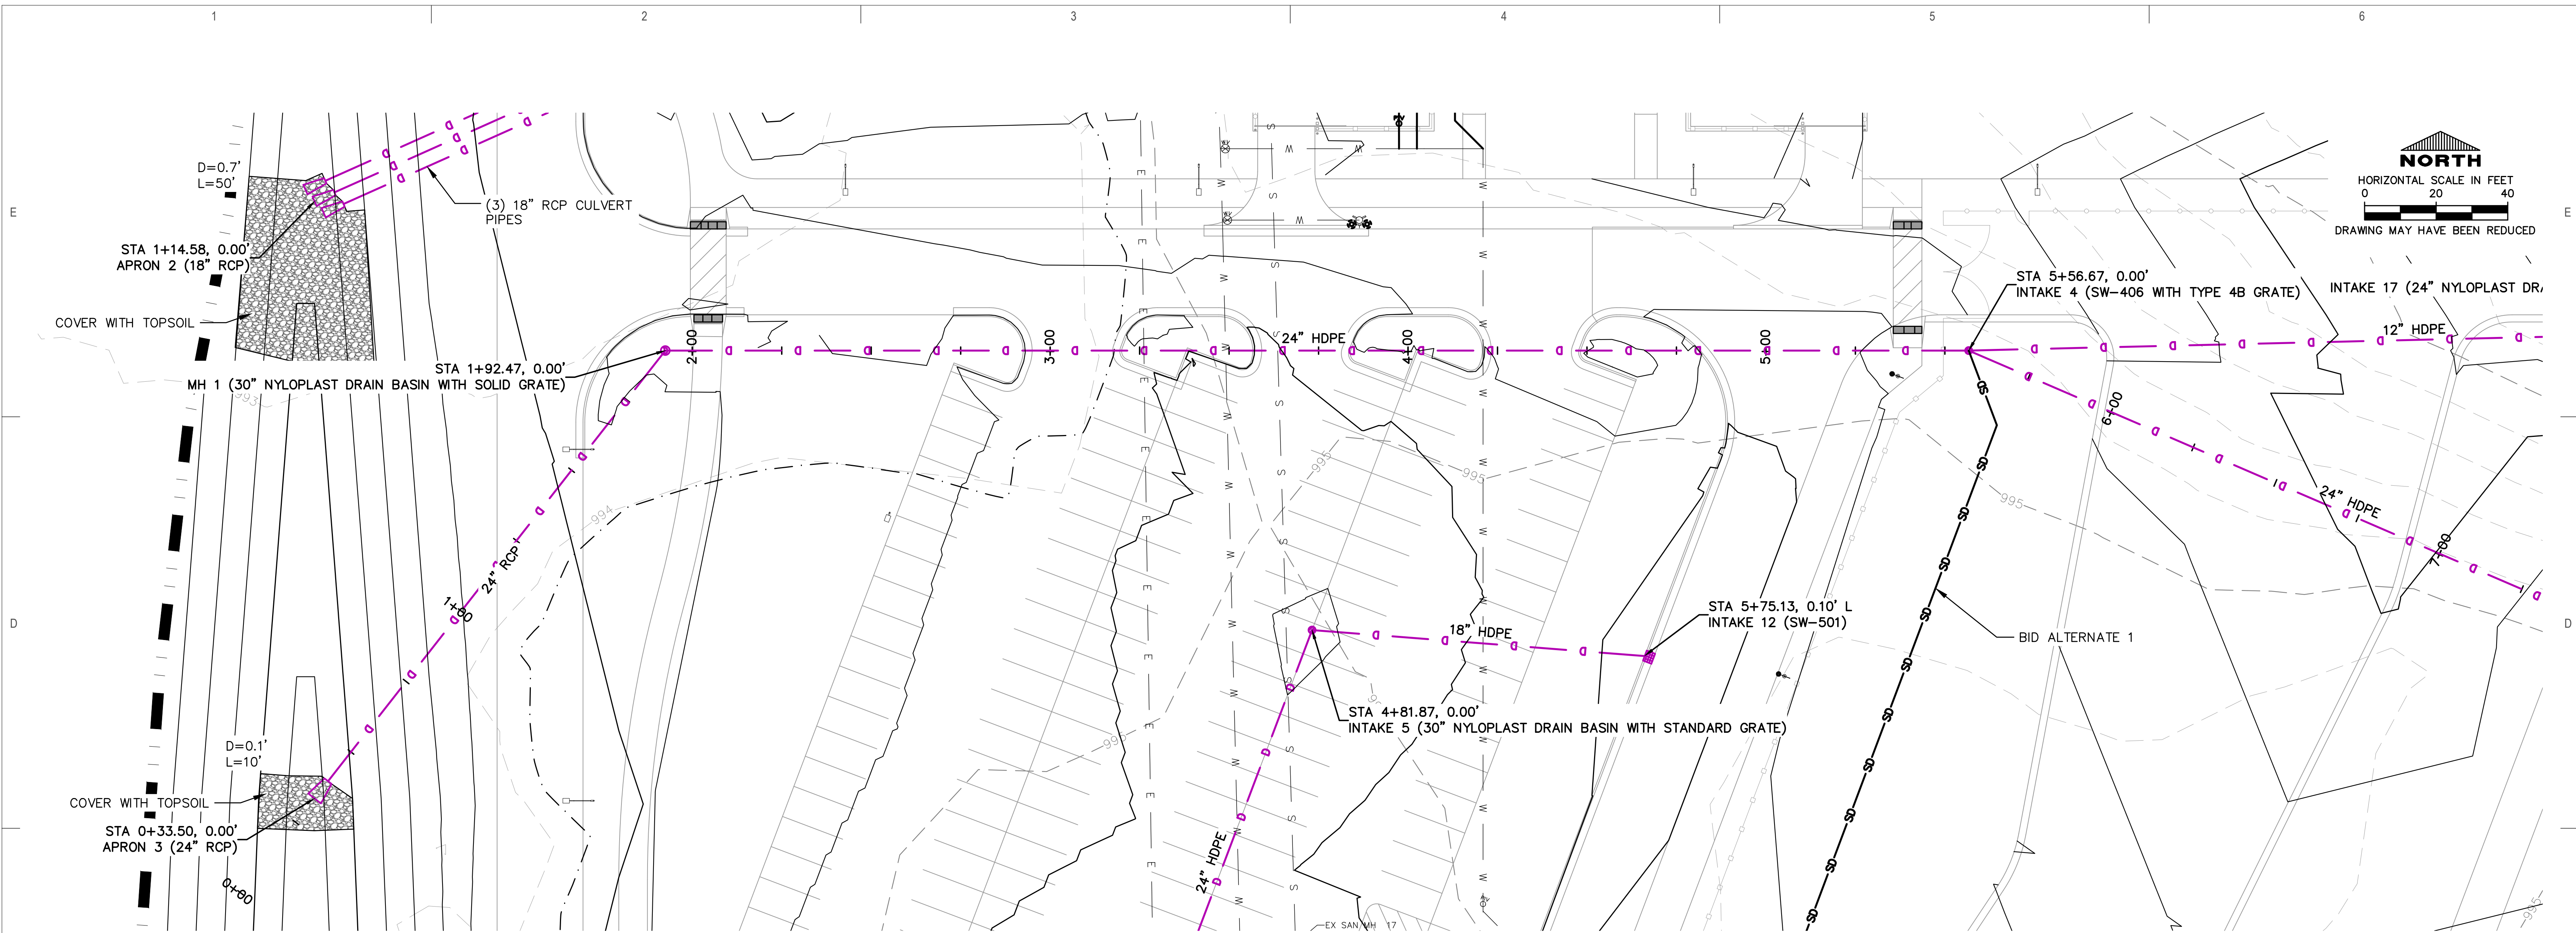 1 2 3 4 5 6
E
D
D=0.7'
L=50'
STA 1+14.58, 0.00'
APRON 2 (18" RCP)
COVER WITH TOPSOIL
(3) 18" RCP CULVERT
PIPES
STA 1+92.47, 0.00'
MH 1 (30" NYLOPLAST DRAIN BASIN WITH SOLID GRATE)
993
994
24" RCP
1+00
D=0.1'
L=10'
COVER WITH TOPSOIL
STA 0+33.50, 0.00'
APRON 3 (24" RCP)
0+00
2+00
3+00
24" HDPE
4+00
5+00
995
995
995
18" HDPE
STA 5+75.13, 0.10' L
INTAKE 12 (SW-501)
STA 4+81.87, 0.00'
INTAKE 5 (30" NYLOPLAST DRAIN BASIN WITH STANDARD GRATE)
24" HDPE
EX SAN MH 17
BID ALTERNATE 1
STA 5+56.67, 0.00'
INTAKE 4 (SW-406 WITH TYPE 4B GRATE)
INTAKE 17 (24" NYLOPLAST DR
12" HDPE
6+00
24" HDPE
7+00
995
995
NORTH
HORIZONTAL SCALE IN FEET
0 20 40
DRAWING MAY HAVE BEEN REDUCED
E
D